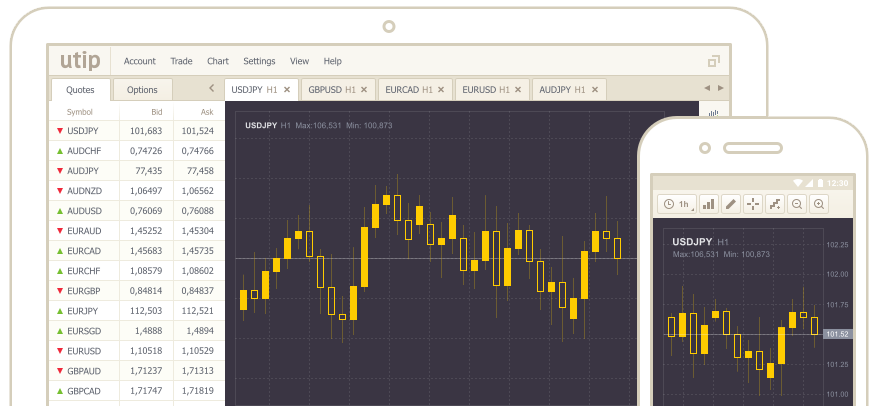 utip Account Trade Chart Settings View Help
Quotes Options USDJPY H1 GBPUSD H1 EURCAD H1 EURUSD H1 AUDJPY H1
Symbol Bid Ask
USDJPY 101,683 101,524
AUDCHF 0,74726 0,74766
AUDJPY 77,435 77,458
AUDNZD 1,06497 1,06562
AUDUSD 0,76069 0,76088
EURAUD 1,45252 1,45304
EURCAD 1,45683 1,45735
EURCHF 1,08579 1,08602
EURGBP 0,84814 0,84837
EURJPY 112,503 112,521
EURSGD 1,4888 1,4894
EURUSD 1,10518 1,10529
GBPAUD 1,71237 1,71313
GBPCAD 1,71747 1,71819
USDJPY H1 Max:106,531 Min: 100,873
12:30
1h
USDJPY H1
Max:106,531 Min: 100,873
102.25
102.00
101.75
101.52
101.25
101.00